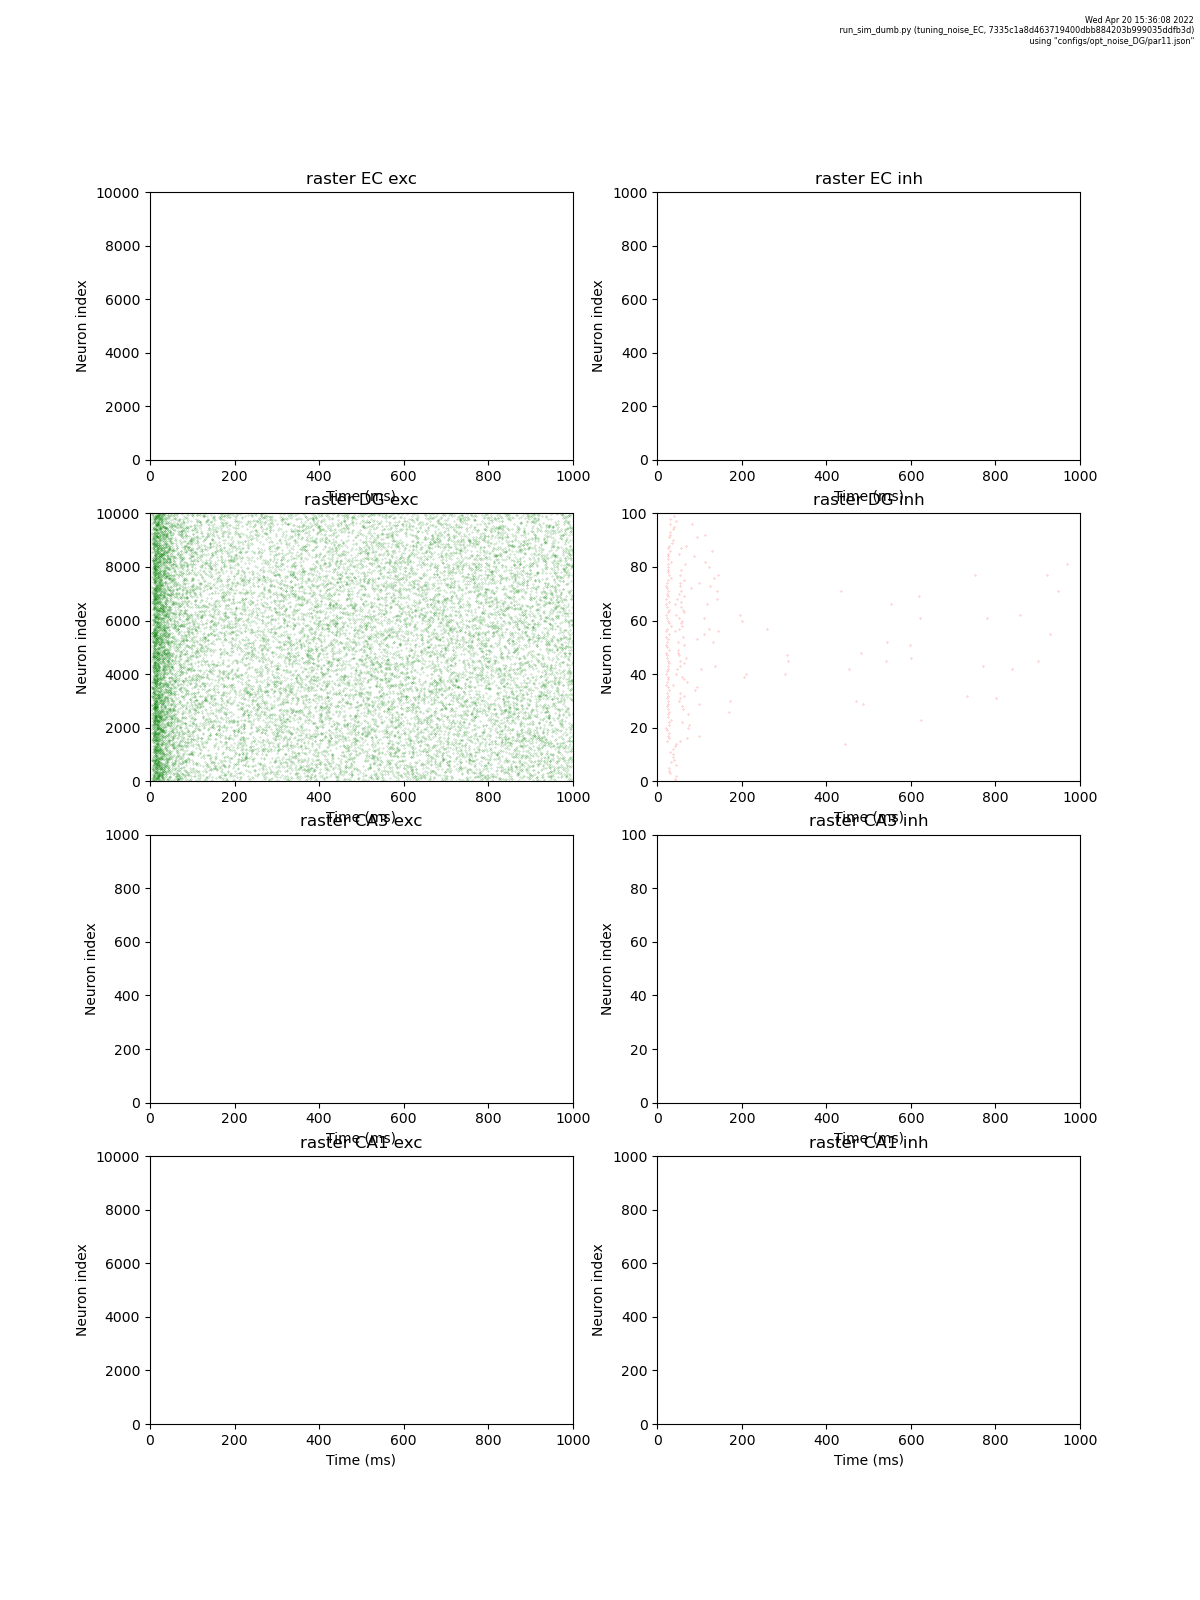 Wed Apr 20 15:36:08 2022
run_sim_dumb.py (tuning_noise_EC, 7335c1a8d463719400dbb884203b999035ddfb3d)
using "configs/opt_noise_DG/par11.json"
raster EC exc
10000
8000
6000
4000
2000
0
Neuron index
0 200 400 600 800 1000
Time (ms)
raster EC inh
1000
800
600
400
200
0
Neuron index
0 200 400 600 800 1000
Time (ms)
raster DG exc
10000
8000
6000
4000
2000
0
Neuron index
0 200 400 600 800 1000
Time (ms)
raster DG inh
100
80
60
40
20
0
Neuron index
0 200 400 600 800 1000
Time (ms)
raster CA3 exc
1000
800
600
400
200
0
Neuron index
0 200 400 600 800 1000
Time (ms)
raster CA3 inh
100
80
60
40
20
0
Neuron index
0 200 400 600 800 1000
Time (ms)
raster CA1 exc
10000
8000
6000
4000
2000
0
Neuron index
0 200 400 600 800 1000
Time (ms)
raster CA1 inh
1000
800
600
400
200
0
Neuron index
0 200 400 600 800 1000
Time (ms)